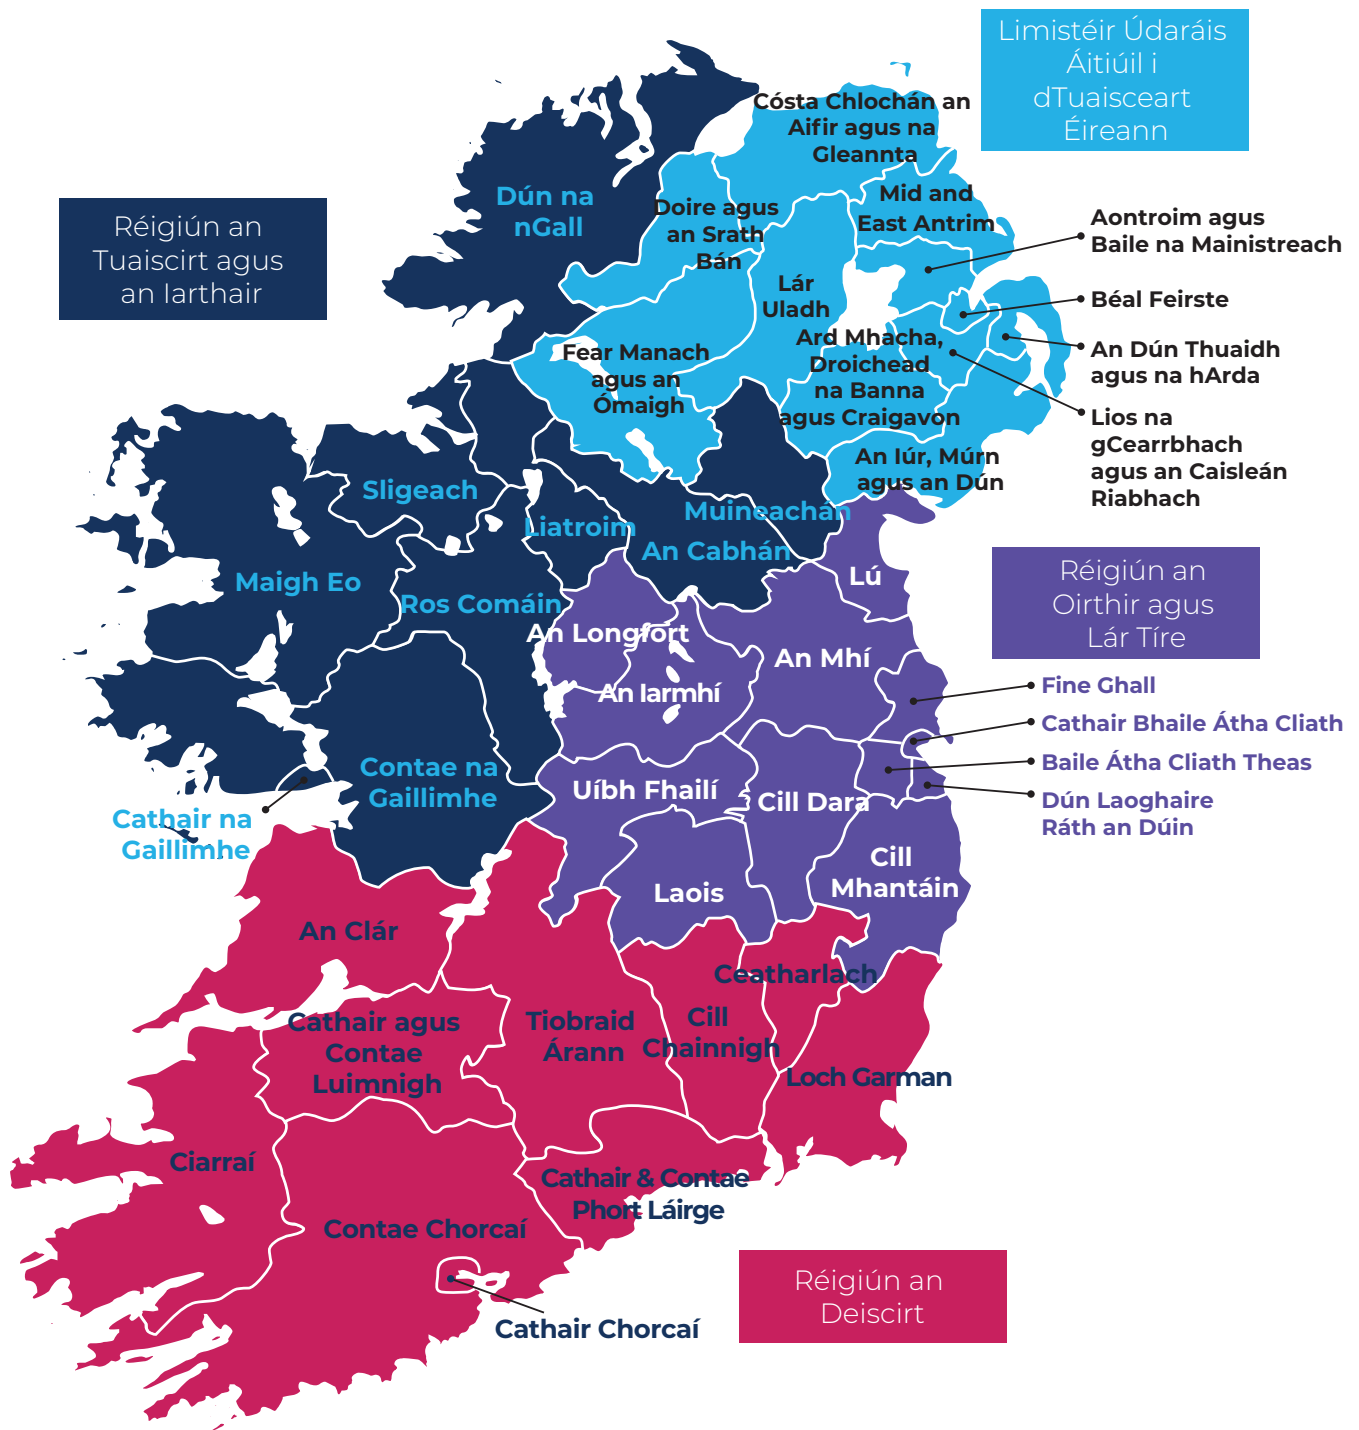 Limistéir Údaráis
Áitiúil i
dTuaisceart
Éireann
Cósta Chlochán an
Aifir agus na
Gleannta
Dún na
nGall
Doire agus
an Srath
Bán
Mid and
East Antrim
Réigiún an
Tuaiscirt agus
an Iarthair
Aontroim agus
Baile na Mainistreach
Lár
Uladh
Béal Feirste
Fear Manach
agus an
Ómaigh
Ard Mhacha,
Droichead
na Banna
agus Craigavon
An Dún Thuaidh
agus na hArda
Lios na
gCearrbhach
agus an Caisleán
Riabhach
An Iúr, Múrn
agus an Dún
Sligeach
Liatroim
Muineachán
An Cabhán
Maigh Eo
Ros Comáin
Lú
Réigiún an
Oirthir agus
Lár Tíre
An Longfort
An Mhí
An Iarmhí
Fine Ghall
Cathair Bhaile Átha Cliath
Baile Átha Cliath Theas
Dún Laoghaire
Ráth an Dúin
Contae na
Gaillimhe
Uíbh Fhailí
Cill Dara
Cathair na
Gaillimhe
Laois
Cill
Mhantáin
An Clár
Ceatharlach
Cathair agus
Contae
Luimnigh
Tiobraid
Árann
Cill
Chainnigh
Loch Garman
Ciarraí
Cathair & Contae
Phort Láirge
Contae Chorcaí
Cathair Chorcaí
Réigiún an
Deiscirt